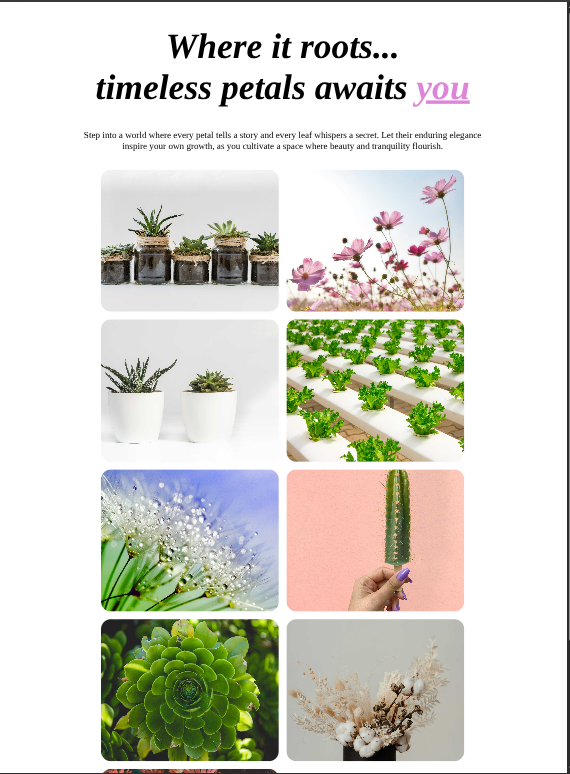 Where it roots...
timeless petals awaits you
Step into a world where every petal tells a story and every leaf whispers a secret. Let their enduring elegance
inspire your own growth, as you cultivate a space where beauty and tranquility flourish.